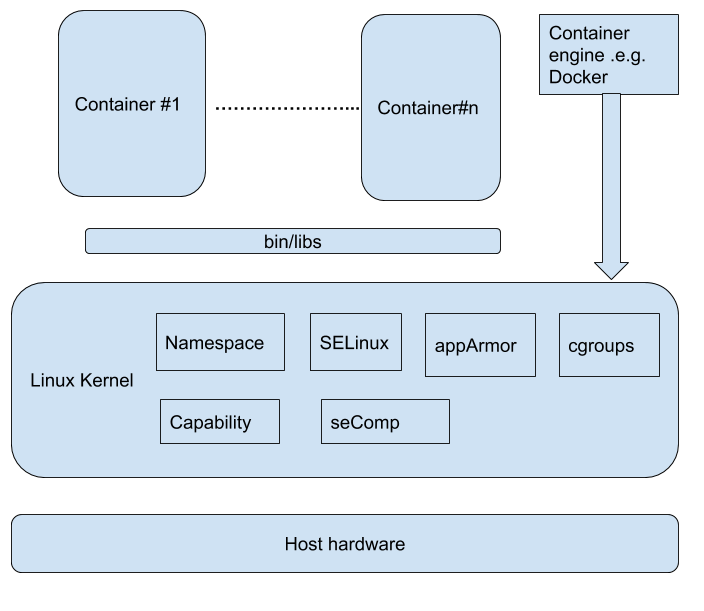 Container #1
Container#n
Container
engine .e.g.
Docker
bin/libs
Linux Kernel
Namespace
SELinux
appArmor
cgroups
Capability
seComp
Host hardware